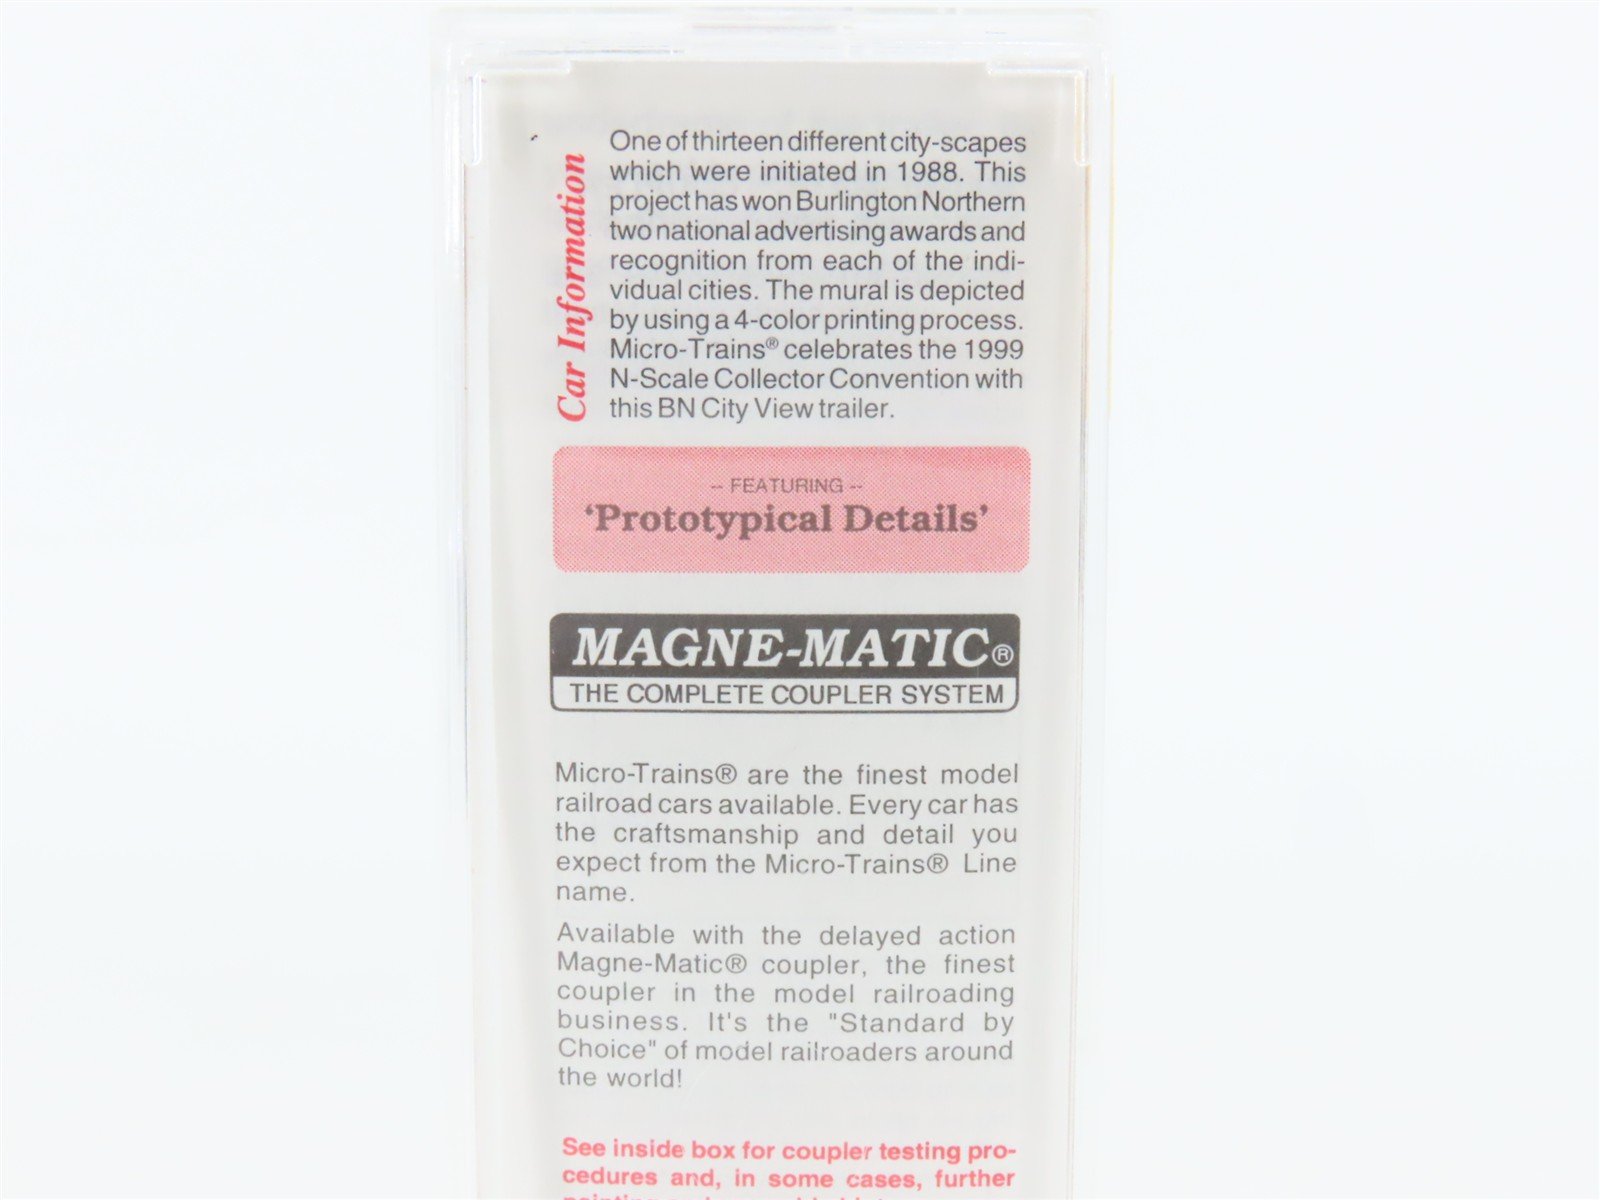 Car Information
One of thirteen different city-scapes
which were initiated in 1988. This
project has won Burlington Northern
two national advertising awards and
recognition from each of the indi-
vidual cities. The mural is depicted
by using a 4-color printing process.
Micro-Trains® celebrates the 1999
N-Scale Collector Convention with
this BN City View trailer.
-- FEATURING --
‘Prototypical Details’
MAGNE-MATIC®
THE COMPLETE COUPLER SYSTEM
Micro-Trains® are the finest model
railroad cars available. Every car has
the craftsmanship and detail you
expect from the Micro-Trains® Line
name.
Available with the delayed action
Magne-Matic® coupler, the finest
coupler in the model railroading
business. It's the "Standard by
Choice" of model railroaders around
the world!
See inside box for coupler testing pro-
cedures and, in some cases, further